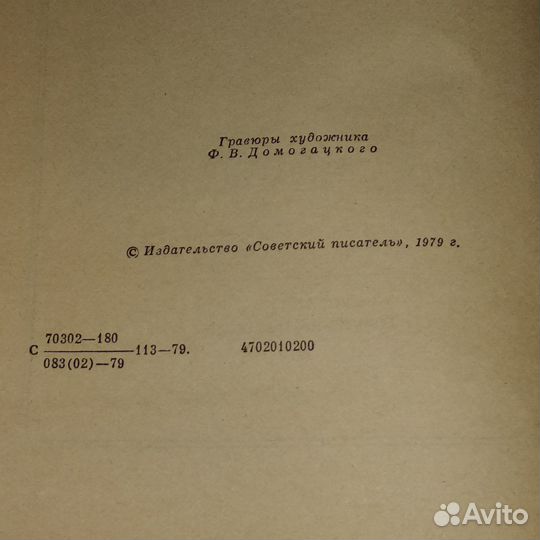 Гравюры художника
Ф. В. Домогацкого
© Издательство «Советский писатель», 1979 г.
70302—180
С ————— 113—79. 4702010200
083(02)—79
Avito